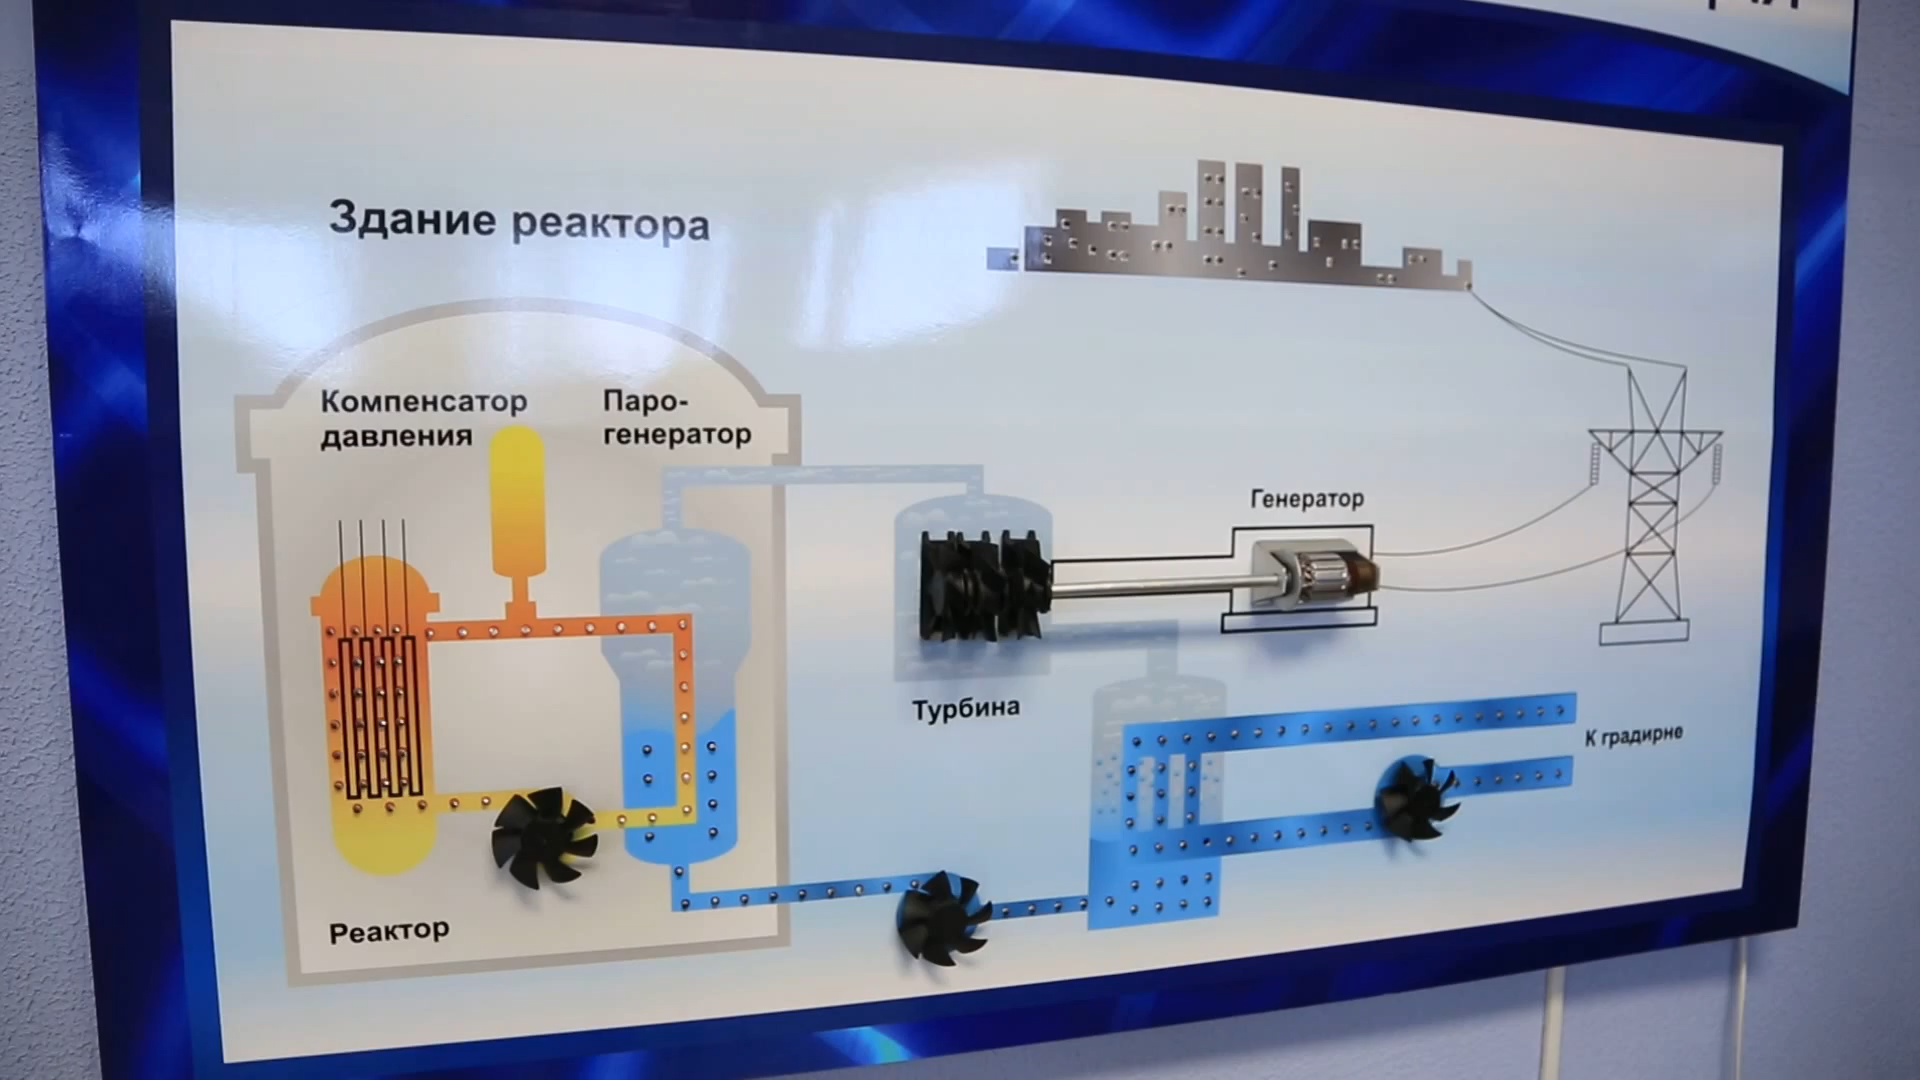 Здание реактора
Компенсатор
давления
Паро-
генератор
Генератор
Турбина
К градирне
Реактор